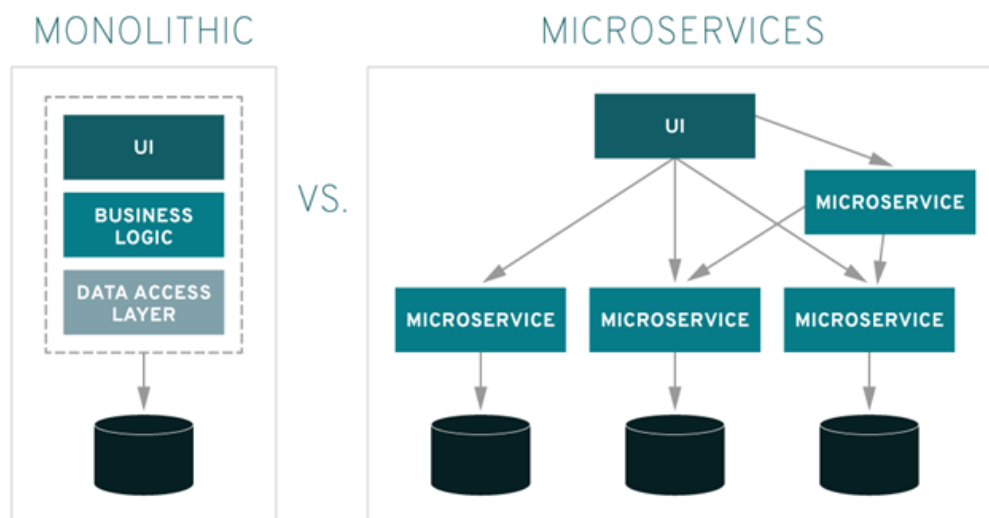 MONOLITHIC
UI
BUSINESS
LOGIC
DATA ACCESS
LAYER
VS.
MICROSERVICES
UI
MICROSERVICE
MICROSERVICE
MICROSERVICE
MICROSERVICE